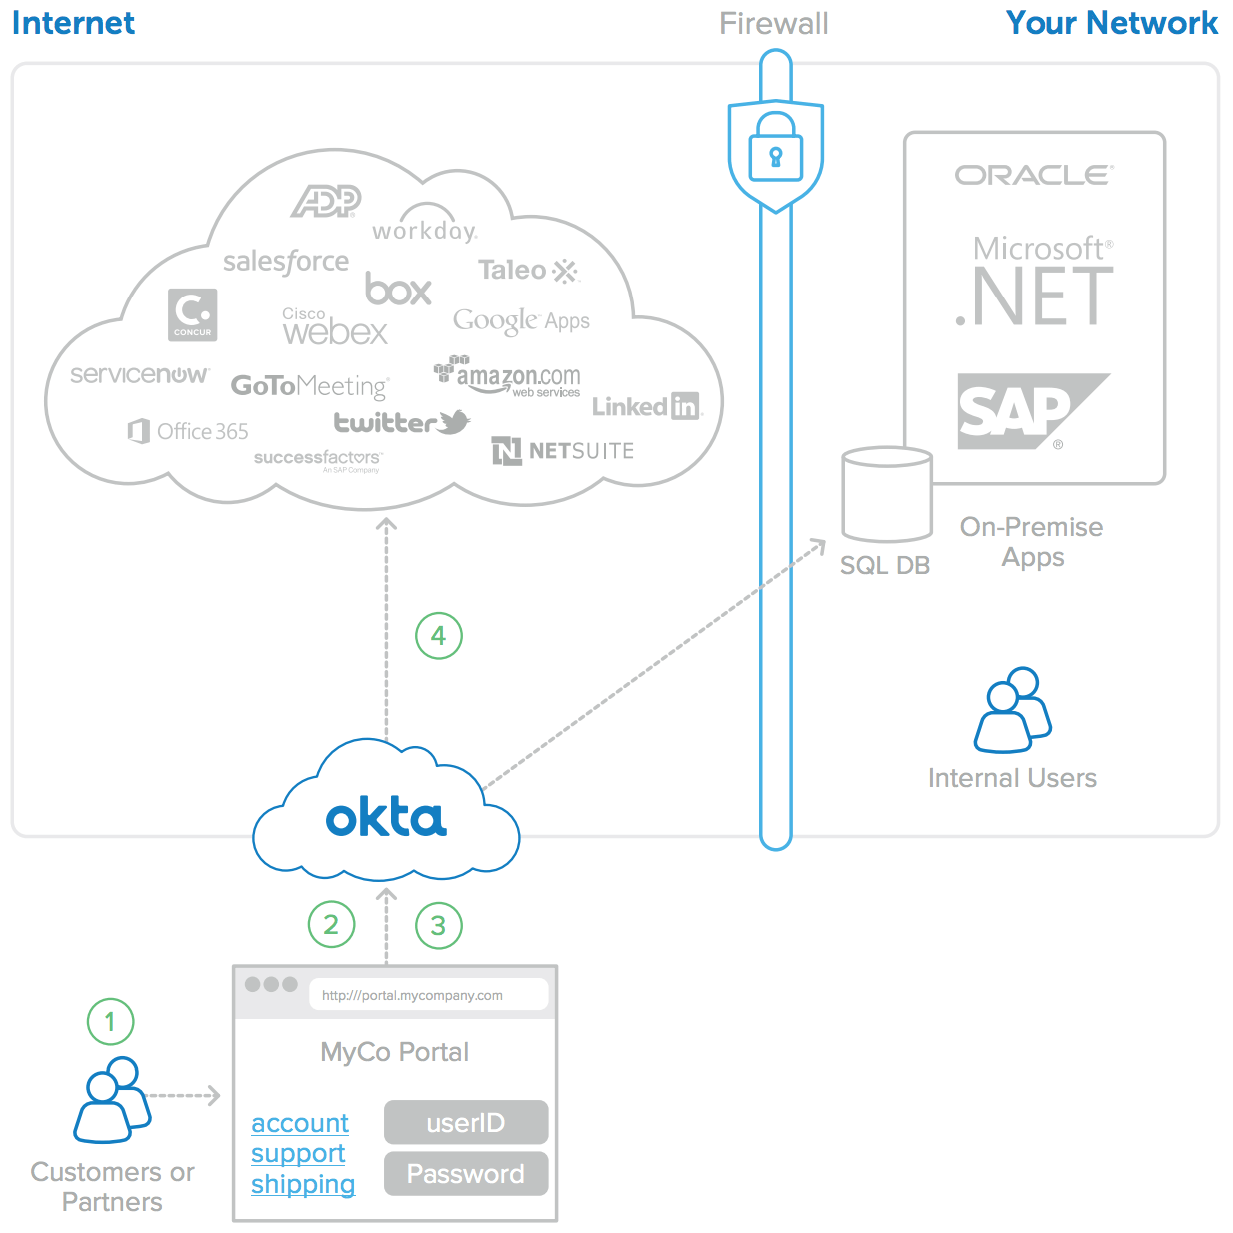 Internet
Firewall
Your Network
ADP
workday.
salesforce
Taleo
box
C.
CONCUR
Cisco
webex
Google Apps
servicenow
GoToMeeting
amazon.com
web services
Linked in
Office 365
twitter
successfactors
An SAP Company
NETSUITE
ORACLE
Microsoft
.NET
SAP
SQL DB
On-Premise
Apps
4
Internal Users
okta
2
3
http:///portal.mycompany.com
1
MyCo Portal
account
support
shipping
userID
Password
Customers or
Partners